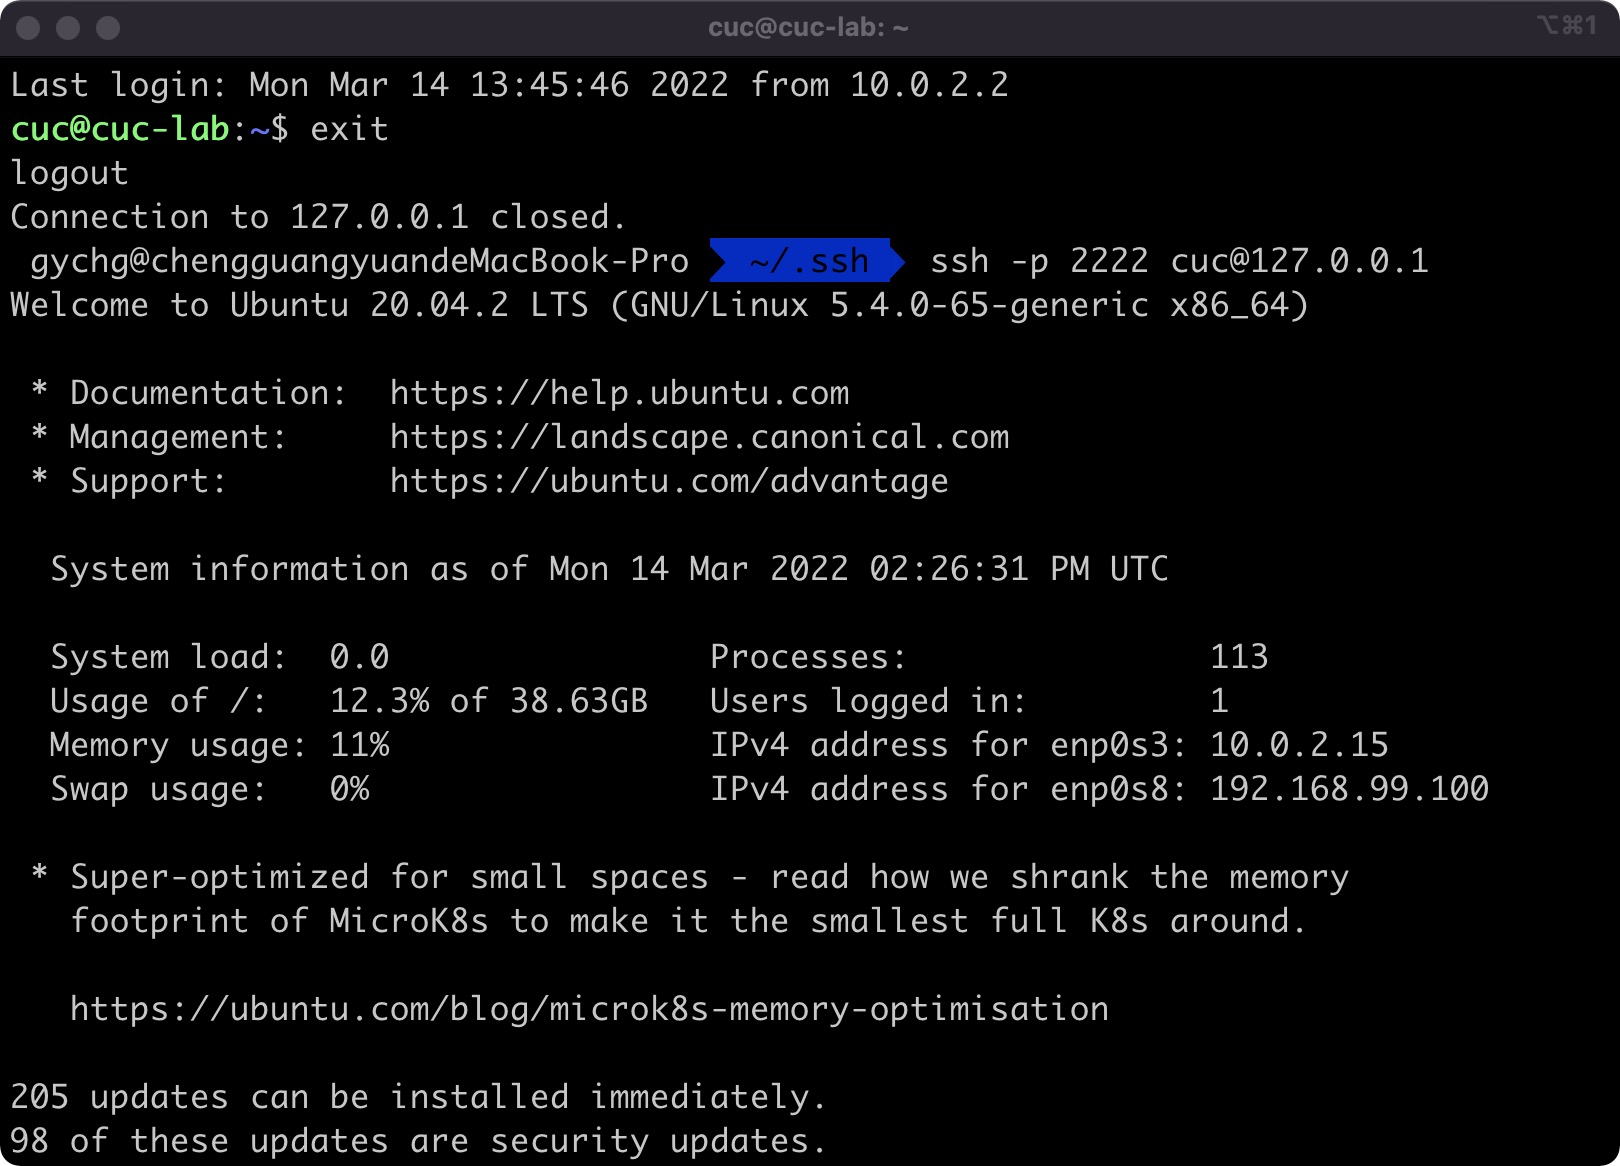 cuc@cuc-lab: ~ ⌥⌘1
Last login: Mon Mar 14 13:45:46 2022 from 10.0.2.2
cuc@cuc-lab:~$ exit
logout
Connection to 127.0.0.1 closed.
gychg@chengguangyuandeMacBook-Pro ~/.ssh ssh -p 2222 cuc@127.0.0.1
Welcome to Ubuntu 20.04.2 LTS (GNU/Linux 5.4.0-65-generic x86_64)
* Documentation: https://help.ubuntu.com
* Management: https://landscape.canonical.com
* Support: https://ubuntu.com/advantage
System information as of Mon 14 Mar 2022 02:26:31 PM UTC
System load: 0.0 Processes: 113
Usage of /: 12.3% of 38.63GB Users logged in: 1
Memory usage: 11% IPv4 address for enp0s3: 10.0.2.15
Swap usage: 0% IPv4 address for enp0s8: 192.168.99.100
* Super-optimized for small spaces - read how we shrank the memory
footprint of MicroK8s to make it the smallest full K8s around.
https://ubuntu.com/blog/microk8s-memory-optimisation
205 updates can be installed immediately.
98 of these updates are security updates.